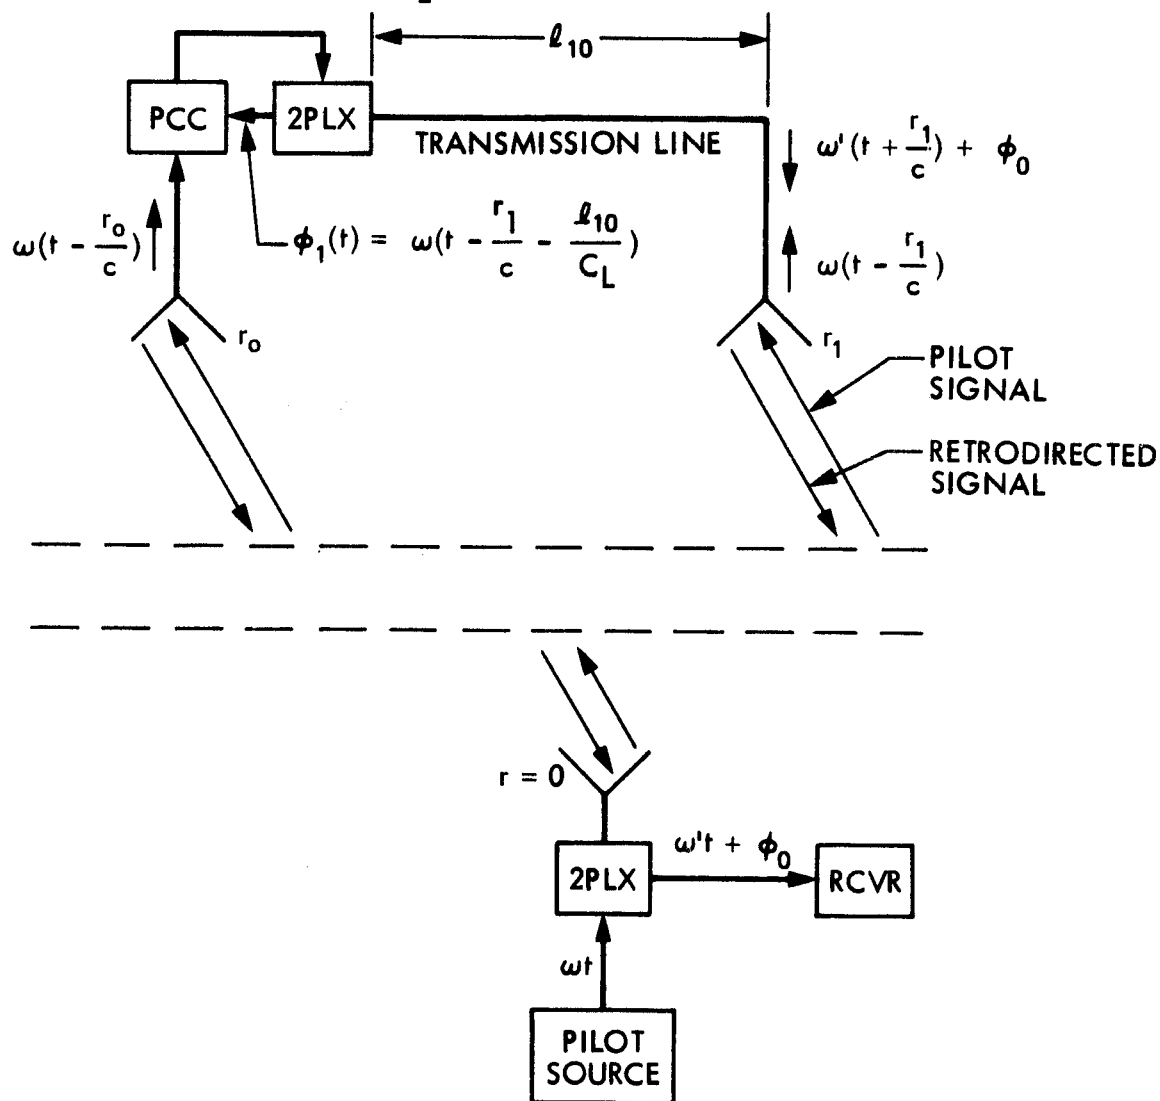 ℓ₁₀
PCC
2PLX
TRANSMISSION LINE
ω'(t + r₁/c) + ϕ₀
ω(t - r₀/c)
ϕ₁(t) = ω(t - r₁/c - ℓ₁₀/C_L)
ω(t - r₁/c)
r₀
r₁
PILOT
SIGNAL
RETRODIRECTED
SIGNAL
r = 0
ω't + ϕ₀
2PLX
RCVR
ωt
PILOT
SOURCE